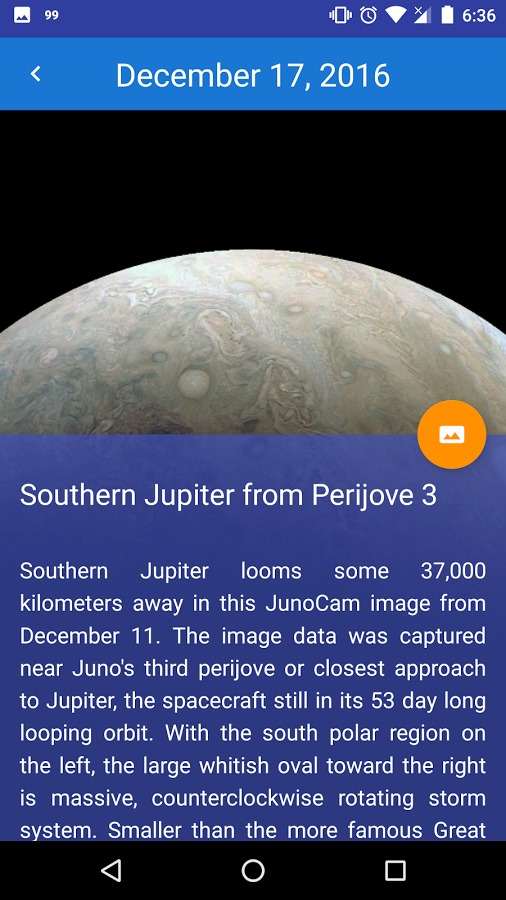 99
6:36
December 17, 2016
Southern Jupiter from Perijove 3
Southern Jupiter looms some 37,000
kilometers away in this JunoCam image from
December 11. The image data was captured
near Juno's third perijove or closest approach
to Jupiter, the spacecraft still in its 53 day long
looping orbit. With the south polar region on
the left, the large whitish oval toward the right
is massive, counterclockwise rotating storm
system. Smaller than the more famous Great